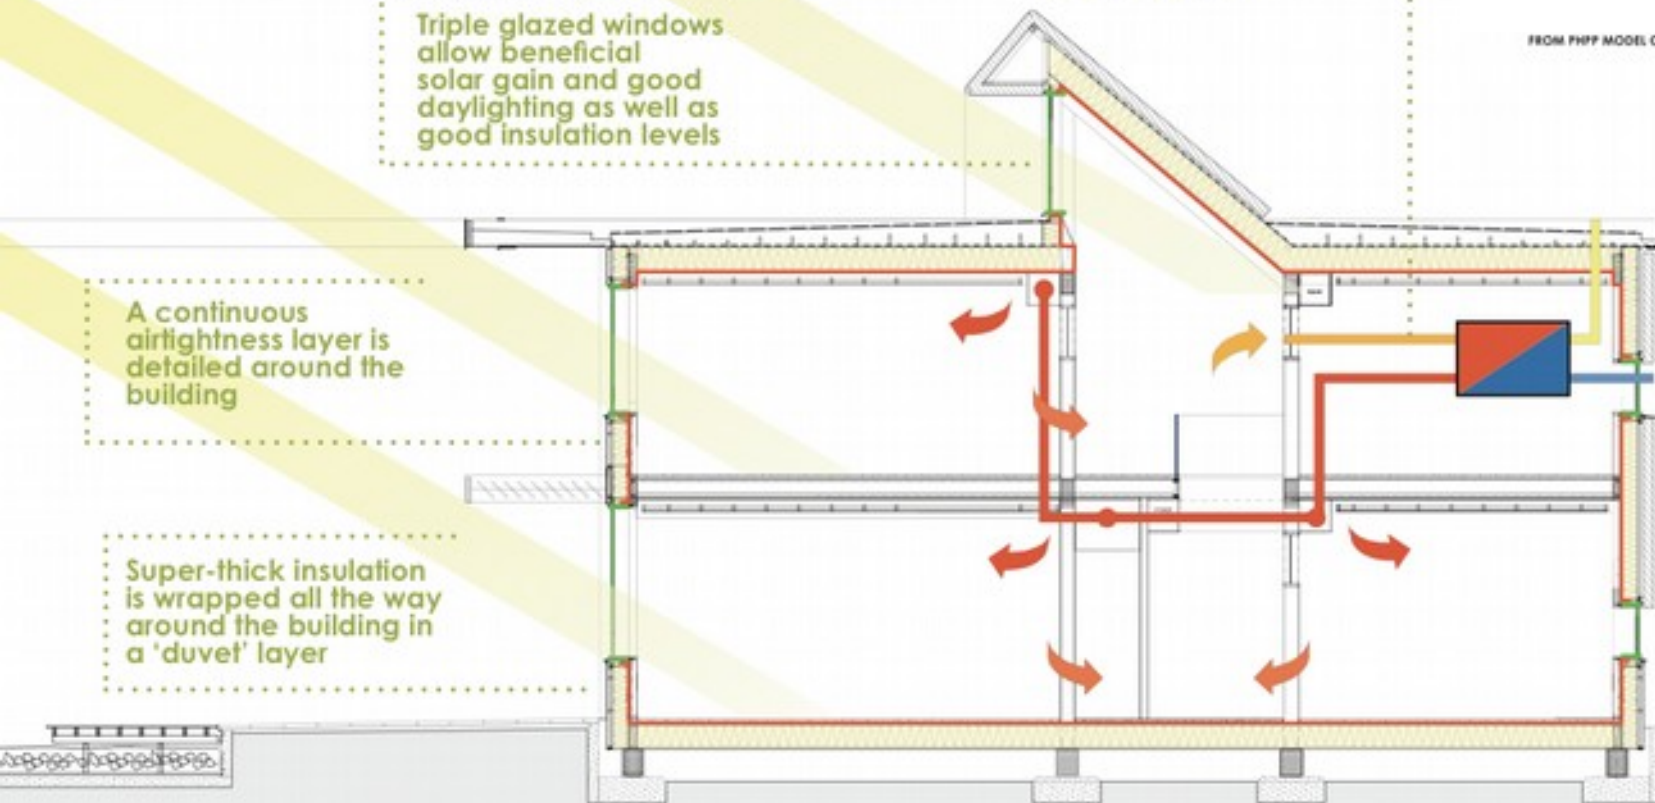 Triple glazed windows
allow beneficial
solar gain and good
daylighting as well as
good insulation levels
FROM PHPP MODEL
A continuous
airtightness layer is
detailed around the
building
Super-thick insulation
is wrapped all the way
around the building in
a 'duvet' layer